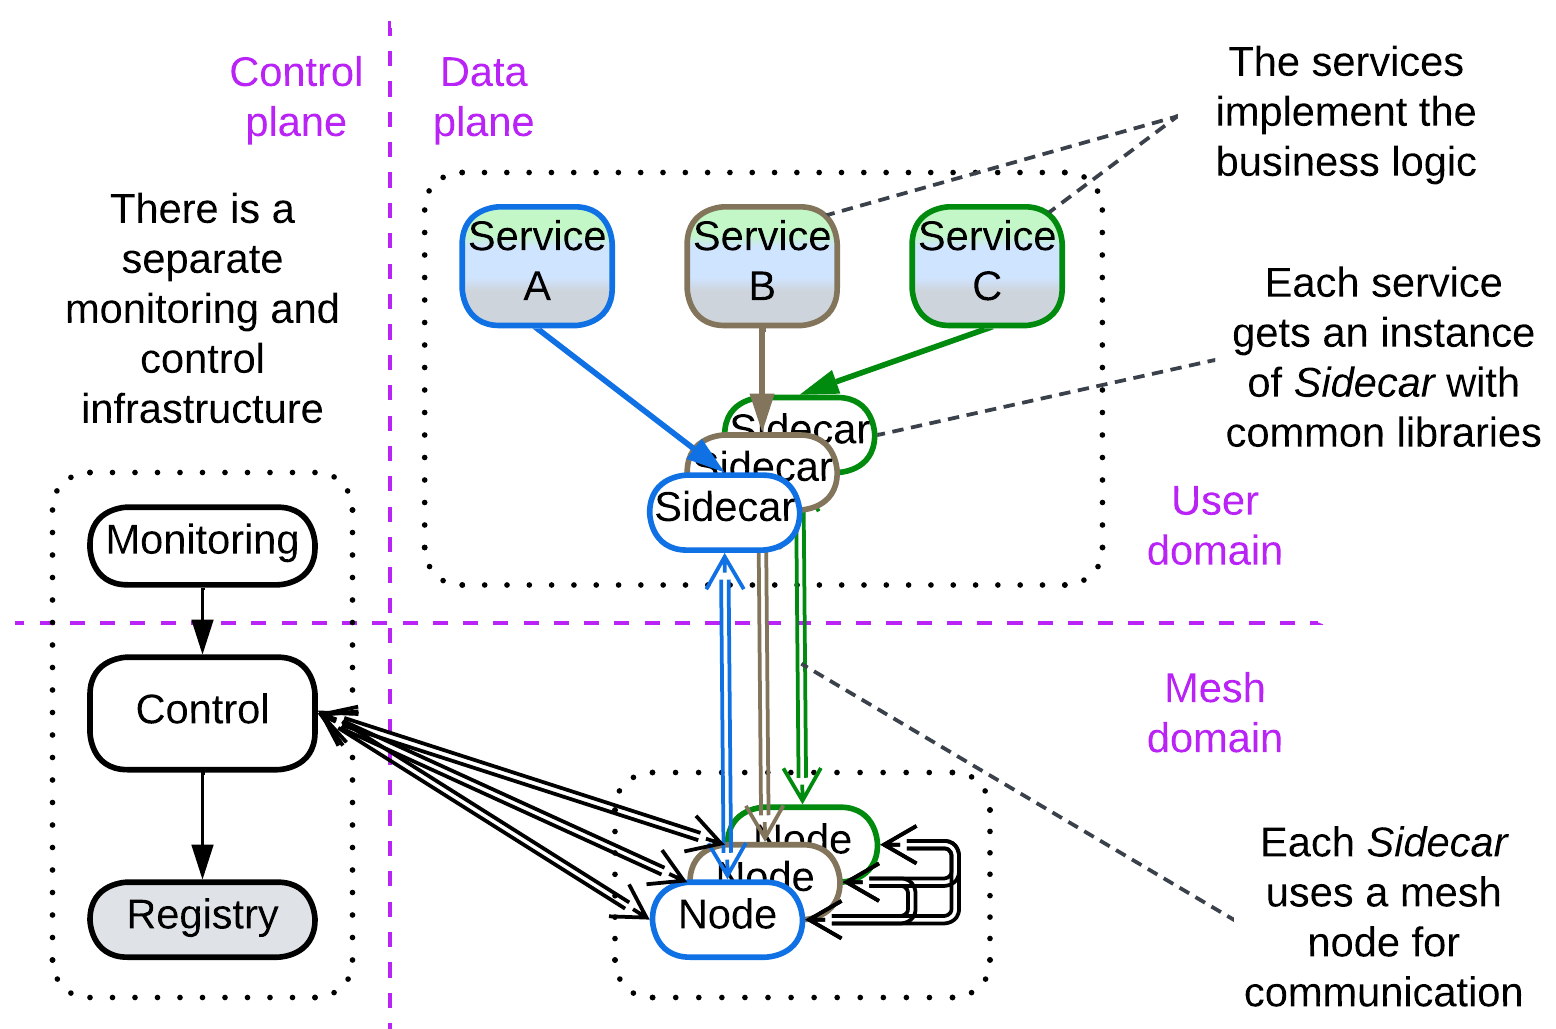 Control
plane
Data
plane
The services
implement the
business logic
There is a
separate
monitoring and
control
infrastructure
Service
A
Service
B
Service
C
Each service
gets an instance
of Sidecar with
common libraries
Sidecar
Sidecar
Sidecar
User
domain
Monitoring
Control
Registry
Mesh
domain
Node
Node
Node
Each Sidecar
uses a mesh
node for
communication